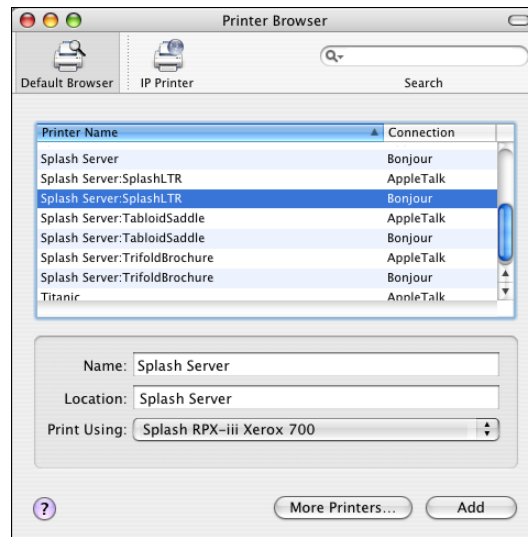 Printer Browser
Default Browser
IP Printer
Search
Printer Name Connection
Splash Server Bonjour
Splash Server:SplashLTR AppleTalk
Splash Server:SplashLTR Bonjour
Splash Server:TabloidSaddle AppleTalk
Splash Server:TabloidSaddle Bonjour
Splash Server:TrifoldBrochure AppleTalk
Splash Server:TrifoldBrochure Bonjour
Titanic AppleTalk
Name: Splash Server
Location: Splash Server
Print Using: Splash RPX-iii Xerox 700
? More Printers... Add